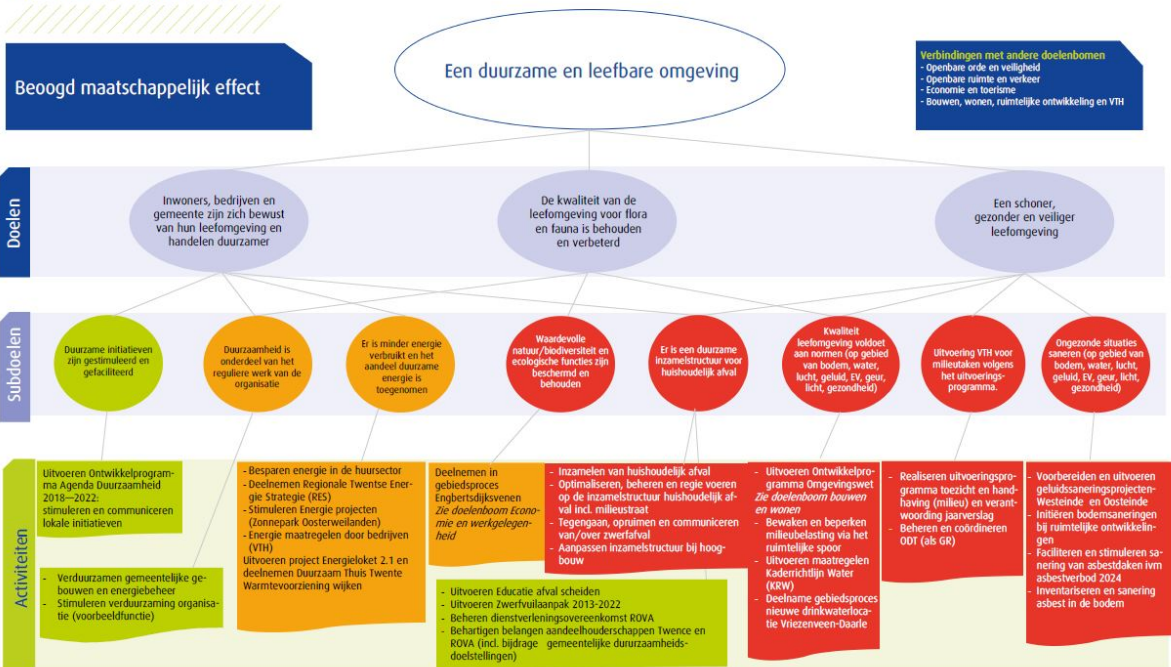 Beoogd maatschappelijk effect
Een duurzame en leefbare omgeving
Verbindingen met andere doelenbomen
- Openbare orde en veiligheid
- Openbare ruimte en verkeer
- Economie en toerisme
- Bouwen, wonen, ruimtelijke ontwikkeling en VTH
Doelen
Inwoners, bedrijven en
gemeente zijn zich bewust
van hun leefomgeving en
handelen duurzamer
De kwaliteit van de
leefomgeving voor flora
en fauna is behouden
en verbeterd
Een schoner,
gezonder en veiliger
leefomgeving
Subdoelen
Duurzame initiatieven
zijn gestimuleerd en
gefaciliteerd
Duurzaamheid is
onderdeel van het
reguliere werk van de
organisatie
Er is minder energie
verbruikt en het
aandeel duurzame
energie is
toegenomen
Waardevolle
natuur/biodiversiteit en
ecologische functies zijn
beschermd en
behouden
Er is een duurzame
inzamelstructuur voor
huishoudelijk afval
Kwaliteit
leefomgeving voldoet
aan normen (op gebied
van bodem, water,
lucht, geluid, EV, geur,
licht, gezondheid)
Uitvoering VTH voor
milieutaken volgens
het uitvoerings-
programma.
Ongezonde situaties
saneren (op gebied van
bodem, water, lucht,
geluid, EV, geur, licht,
gezondheid)
Activiteiten
Uitvoeren Ontwikkelprogram-
ma Agenda Duurzaamheid
2018—2022:
stimuleren en communiceren
lokale initiatieven
- Verduurzamen gemeentelijke ge-
bouwen en energiebeheer
- Stimuleren verduurzaming organisa-
tie (voorbeeldfunctie)
- Besparen energie in de huursector
- Deelnemen Regionale Twentse Ener-
gie Strategie (RES)
- Stimuleren Energie projecten
(Zonnepark Oosterweilanden)
- Energie maatregelen door bedrijven
(VTH)
Uitvoeren project Energieloket 2.1 en
deelnemen Duurzaam Thuis Twente
Warmtevoorziening wijken
Deelnemen in
gebiedsproces
Engbertsdijksvenen
Zie doelenboom Econo-
mie en werkgelegen-
heid
- Inzamelen van huishoudelijk afval
- Optimaliseren, beheren en regie voeren
op de inzamelstructuur huishoudelijk af-
val incl. milieustraat
- Tegengaan, opruimen en communiceren
van/over zwerfafval
- Aanpassen inzamelstructuur bij hoog-
bouw
- Uitvoeren Educatie afval scheiden
- Uitvoeren Zwerfvuilaanpak 2013-2022
- Beheren dienstverleningsovereenkomst ROVA
- Behartigen belangen aandeelhouderschappen Twence en
ROVA (incl. bijdrage gemeentelijke dururzaamheids-
doelstellingen)
- Uitvoeren Ontwikkelpro-
gramma Omgevingswet
Zie doelenboom bouwen
en wonen
- Bewaken en beperken
milieubelasting via het
ruimtelijke spoor
- Uitvoeren maatregelen
Kaderrichtlijn Water
(KRW)
- Deelname gebiedsproces
nieuwe drinkwaterloca-
tie Vriezenveen-Daarle
- Realiseren uitvoeringspro-
gramma toezicht en hand-
having (milieu) en verant-
woording jaarverslag
- Beheren en coördineren
ODT (als GR)
- Voorbereiden en uitvoeren
geluidssaneringsprojecten-
Westeinde en Oosteinde
- Initiëren bodemsaneringen
bij ruimtelijke ontwikkelin-
gen
- Faciliteren en stimuleren sa-
nering van asbestdaken ivm
asbestverbod 2024
- Inventariseren en sanering
asbest in de bodem